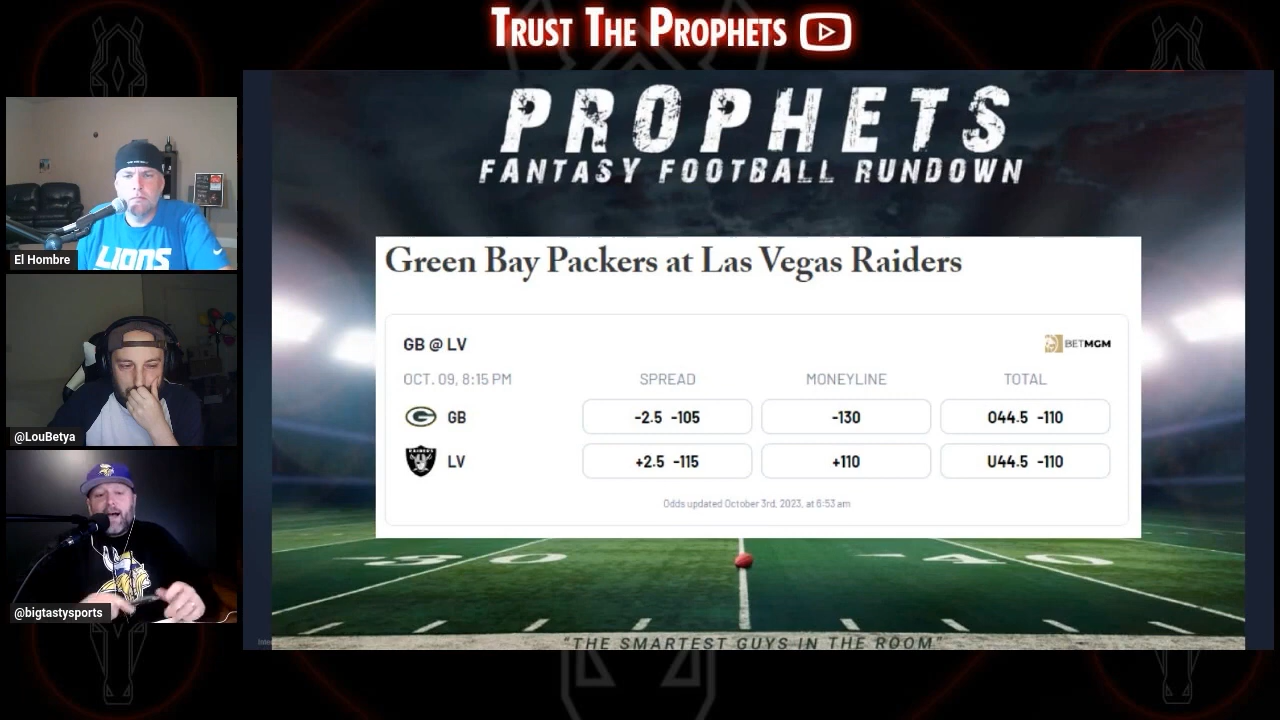 TRUST THE PROPHETS
PROPHETS
FANTASY FOOTBALL RUNDOWN
LIONS
El Hombre
@LouBetya
@bigtastysports
Green Bay Packers at Las Vegas Raiders
GB @ LV
BETMGM
OCT. 09, 8:15 PM SPREAD MONEYLINE TOTAL
GB -2.5 -105 -130 O44.5 -110
RAIDERS
LV +2.5 -115 +110 U44.5 -110
Odds updated October 3rd, 2023, at 6:53 am
30 40
"THE SMARTEST GUYS IN THE ROOM"